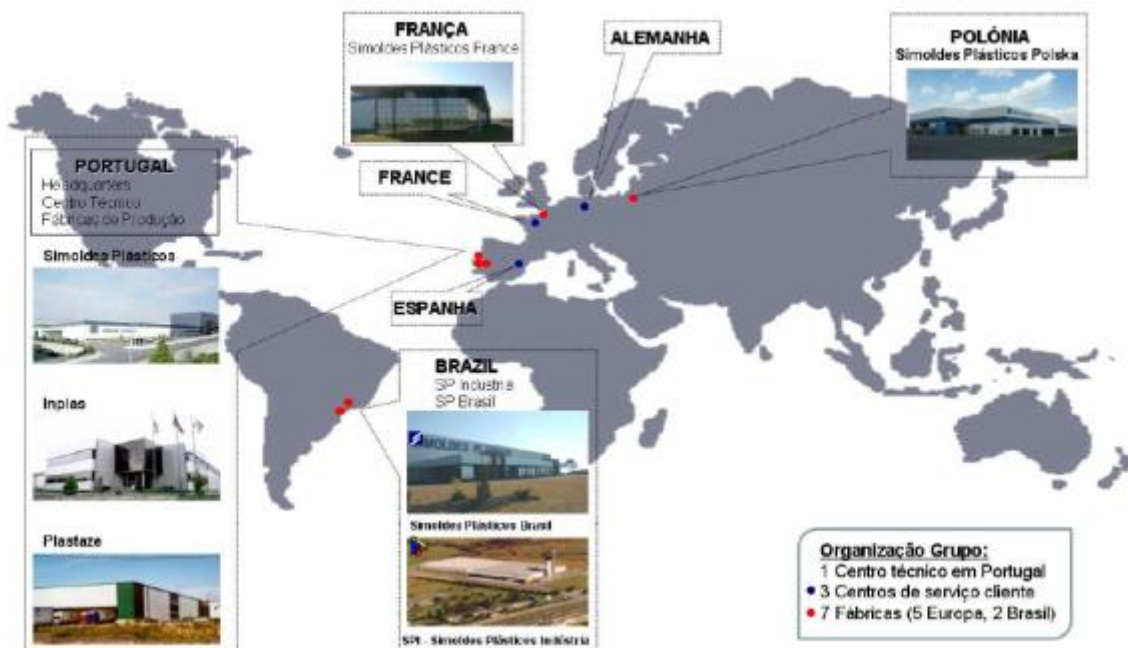 FRANÇA
Simoldes Plásticos France
ALEMANHA
POLÓNIA
Simoldes Plásticos Polska
PORTUGAL
Headquarters
Centro Técnico
Fábricas de Produção
FRANCE
Simoldes Plásticos
ESPANHA
Inplas
Plastaze
BRAZIL
SP Industria
SP Brasil
SIMOLDES PLÁSTICOS
Simoldes Plásticos Brasil
SPI - Simoldes Plásticos Indústria
Organização Grupo:
1 Centro técnico em Portugal
3 Centros de serviço cliente
7 Fábricas (5 Europa, 2 Brasil)